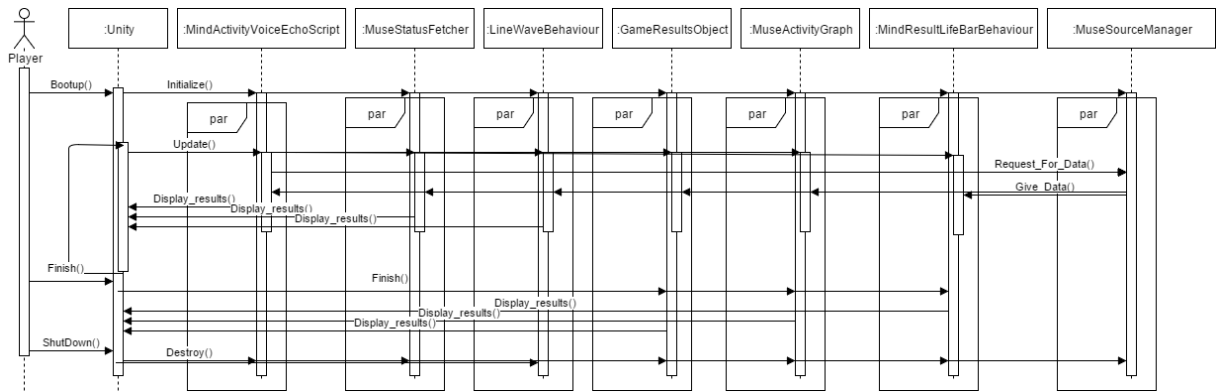 :Unity
:MindActivityVoiceEchoScript
:MuseStatusFetcher
:LineWaveBehaviour
:GameResultsObject
:MuseActivityGraph
:MindResultLifeBarBehaviour
:MuseSourceManager
Player
Bootup()
Initialize()
par
par
par
par
par
par
par
Update()
Request_For_Data()
Give_Data()
Display_results()
Display_results()
Display_results()
Finish()
Finish()
Display_results()
Display_results()
Display_results()
ShutDown()
Destroy()